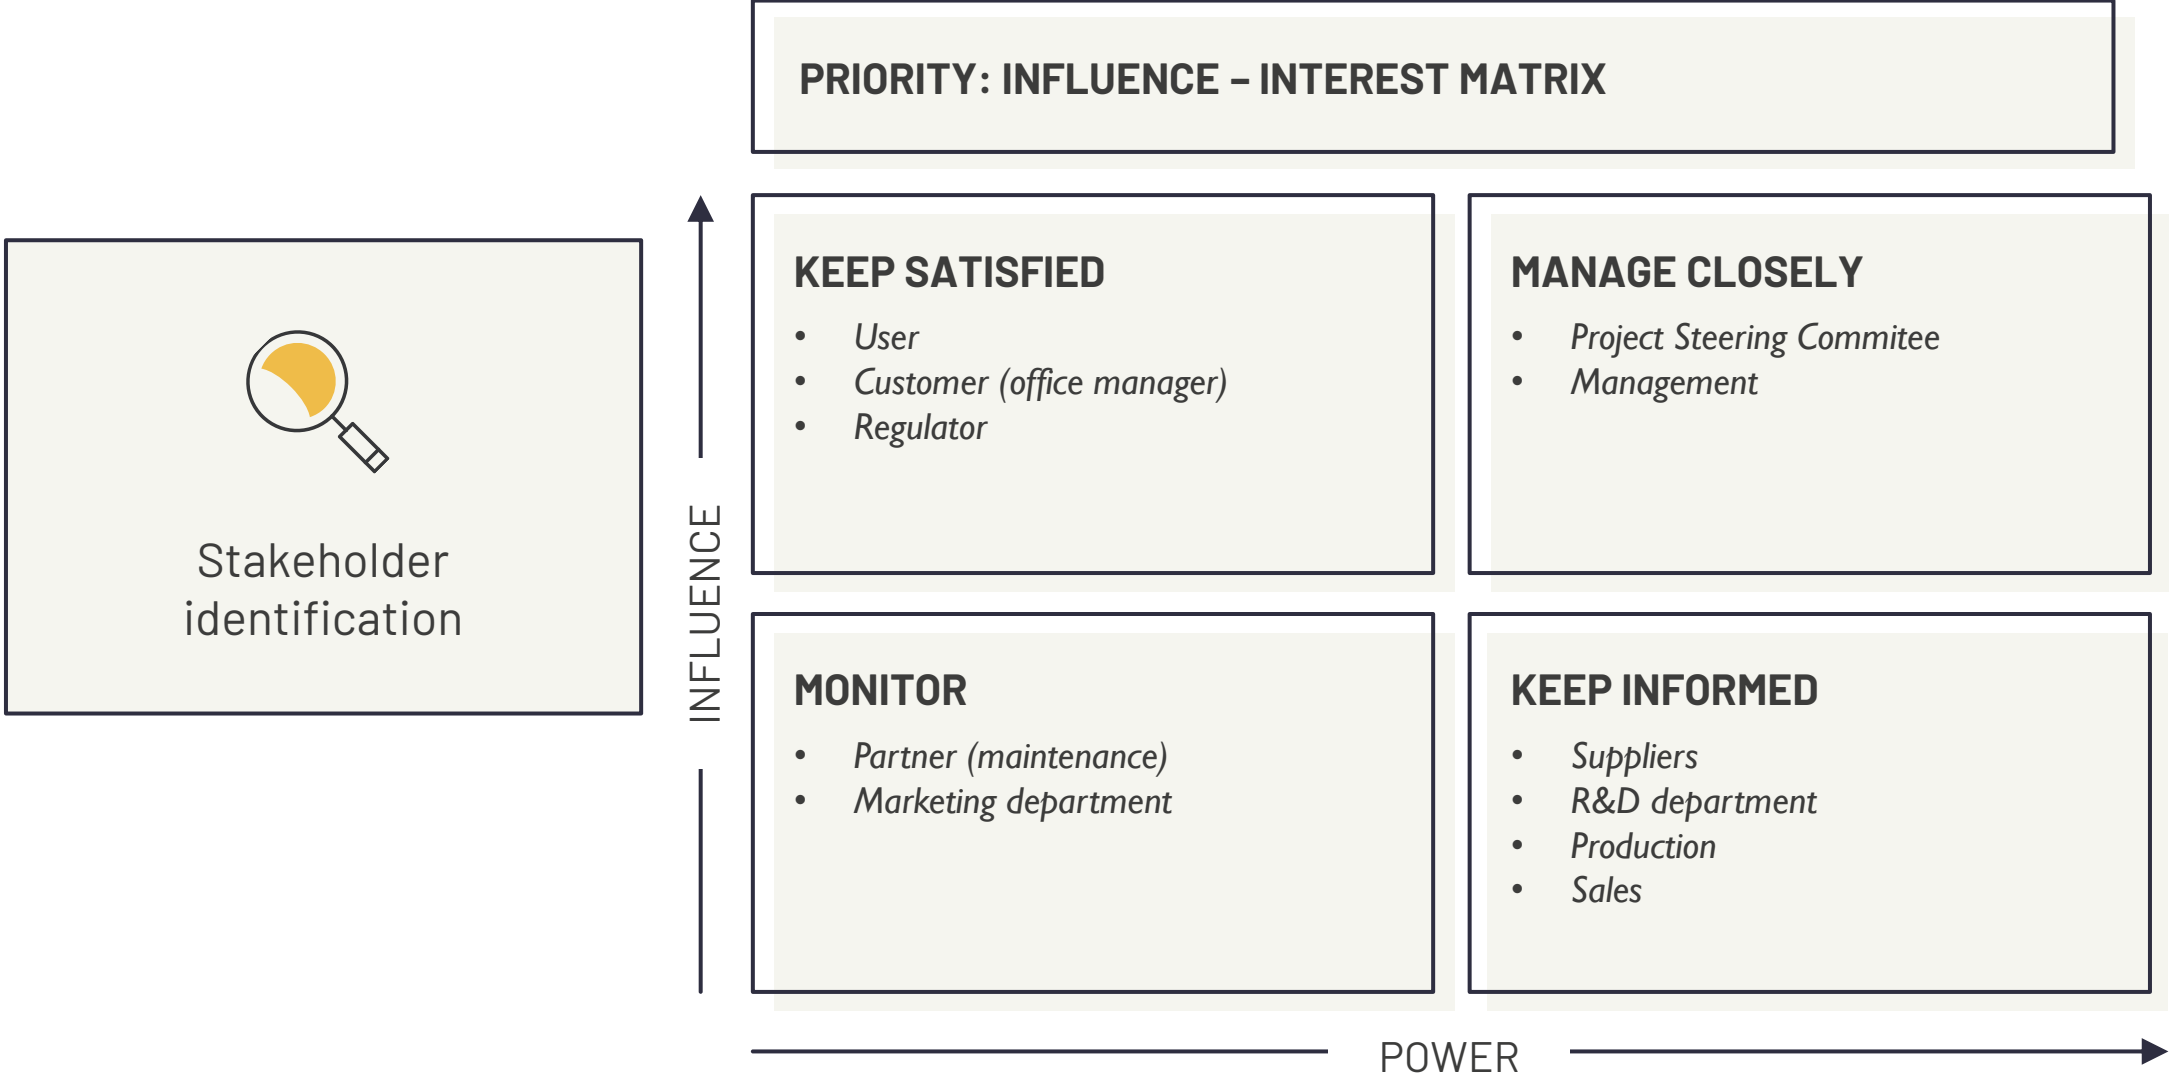 PRIORITY: INFLUENCE – INTEREST MATRIX
Stakeholder
identification
INFLUENCE
KEEP SATISFIED
• User
• Customer (office manager)
• Regulator
MANAGE CLOSELY
• Project Steering Commitee
• Management
MONITOR
• Partner (maintenance)
• Marketing department
KEEP INFORMED
• Suppliers
• R&D department
• Production
• Sales
POWER